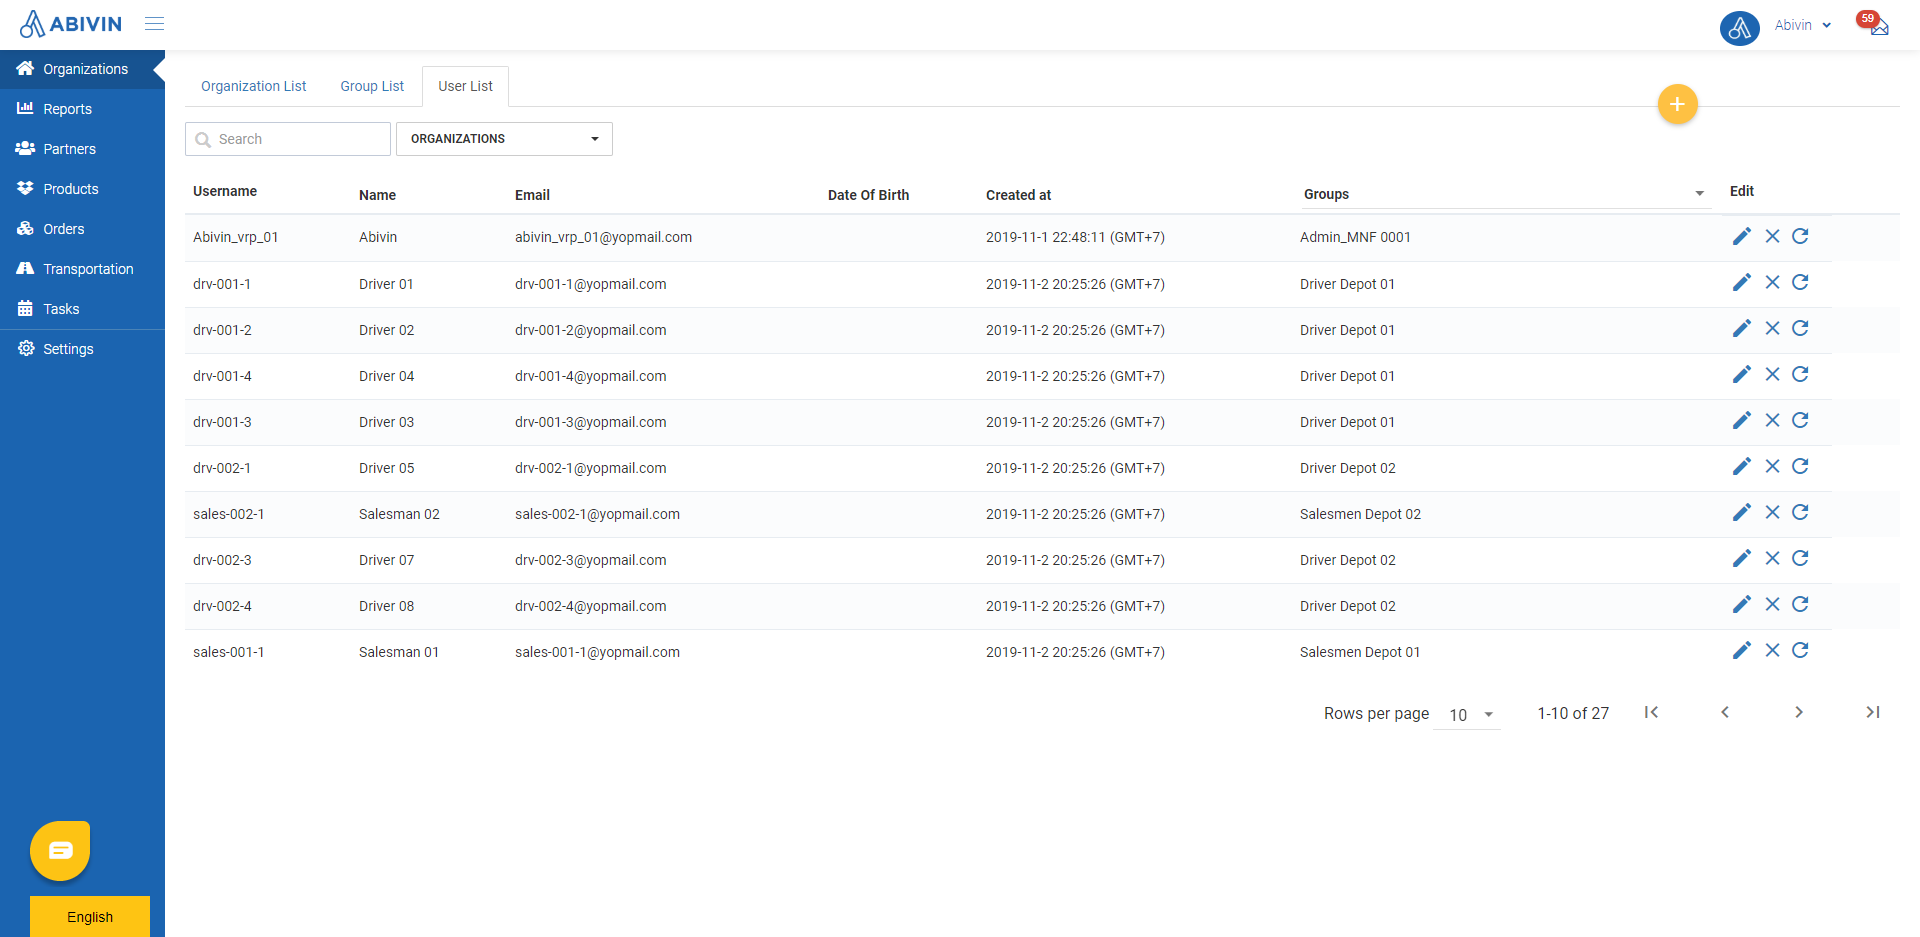 ABIVIN
Abivin
59
Organizations
Reports
Partners
Products
Orders
Transportation
Tasks
Settings
English
Organization List Group List User List
+
Search ORGANIZATIONS
Username Name Email Date Of Birth Created at Groups Edit
Abivin_vrp_01 Abivin abivin_vrp_01@yopmail.com 2019-11-1 22:48:11 (GMT+7) Admin_MNF 0001
drv-001-1 Driver 01 drv-001-1@yopmail.com 2019-11-2 20:25:26 (GMT+7) Driver Depot 01
drv-001-2 Driver 02 drv-001-2@yopmail.com 2019-11-2 20:25:26 (GMT+7) Driver Depot 01
drv-001-4 Driver 04 drv-001-4@yopmail.com 2019-11-2 20:25:26 (GMT+7) Driver Depot 01
drv-001-3 Driver 03 drv-001-3@yopmail.com 2019-11-2 20:25:26 (GMT+7) Driver Depot 01
drv-002-1 Driver 05 drv-002-1@yopmail.com 2019-11-2 20:25:26 (GMT+7) Driver Depot 02
sales-002-1 Salesman 02 sales-002-1@yopmail.com 2019-11-2 20:25:26 (GMT+7) Salesmen Depot 02
drv-002-3 Driver 07 drv-002-3@yopmail.com 2019-11-2 20:25:26 (GMT+7) Driver Depot 02
drv-002-4 Driver 08 drv-002-4@yopmail.com 2019-11-2 20:25:26 (GMT+7) Driver Depot 02
sales-001-1 Salesman 01 sales-001-1@yopmail.com 2019-11-2 20:25:26 (GMT+7) Salesmen Depot 01
Rows per page 10 1-10 of 27